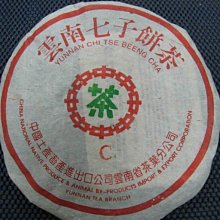 雲南七子餅茶
YUNNAN CHI TSE BEENG CHA
茶
C
中國土產畜產進出口公司雲南省茶葉分公司
CHINA NATIONAL NATIVE PRODUCE & ANIMAL BY-PRODUCTS IMPORT & EXPORT CORPORATION
YUNNAN TEA BRANCH